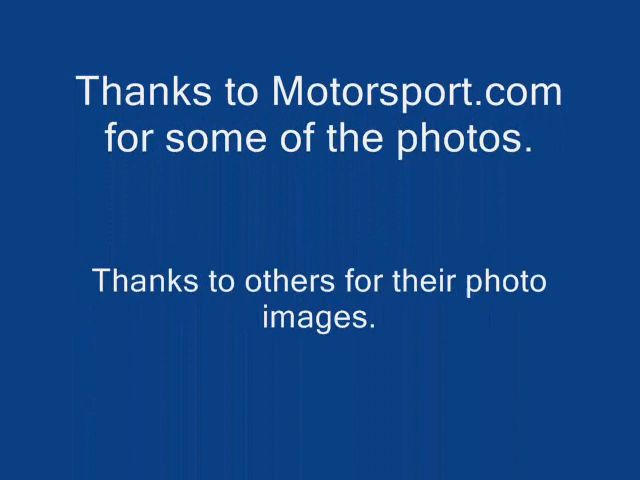 Thanks to Motorsport.com
for some of the photos.
Thanks to others for their photo
images.